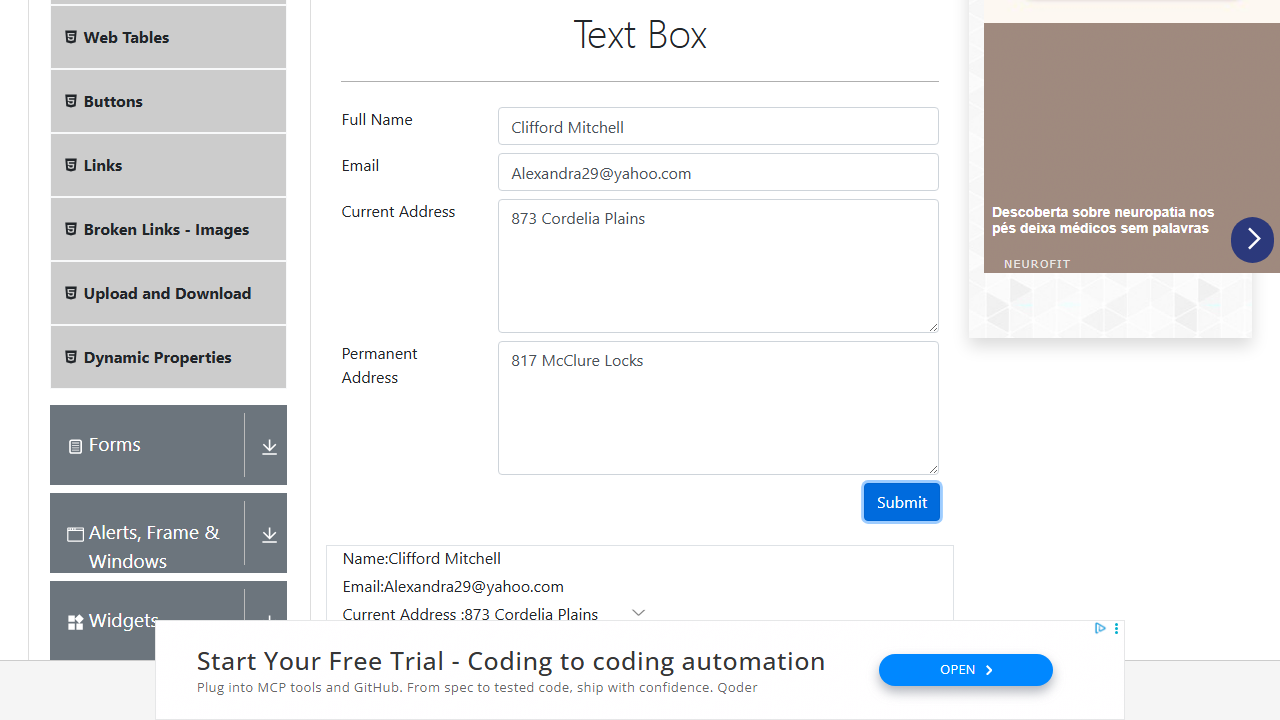 Web Tables
Buttons
Links
Broken Links - Images
Upload and Download
Dynamic Properties
Forms
Alerts, Frame &
Windows
Widgets
Text Box
Full Name
Clifford Mitchell
Email
Alexandra29@yahoo.com
Current Address
873 Cordelia Plains
Permanent
Address
817 McClure Locks
Submit
Name:Clifford Mitchell
Email:Alexandra29@yahoo.com
Current Address :873 Cordelia Plains
Descoberta sobre neuropatia nos
pés deixa médicos sem palavras
NEUROFIT
Start Your Free Trial - Coding to coding automation
Plug into MCP tools and GitHub. From spec to tested code, ship with confidence. Qoder
OPEN